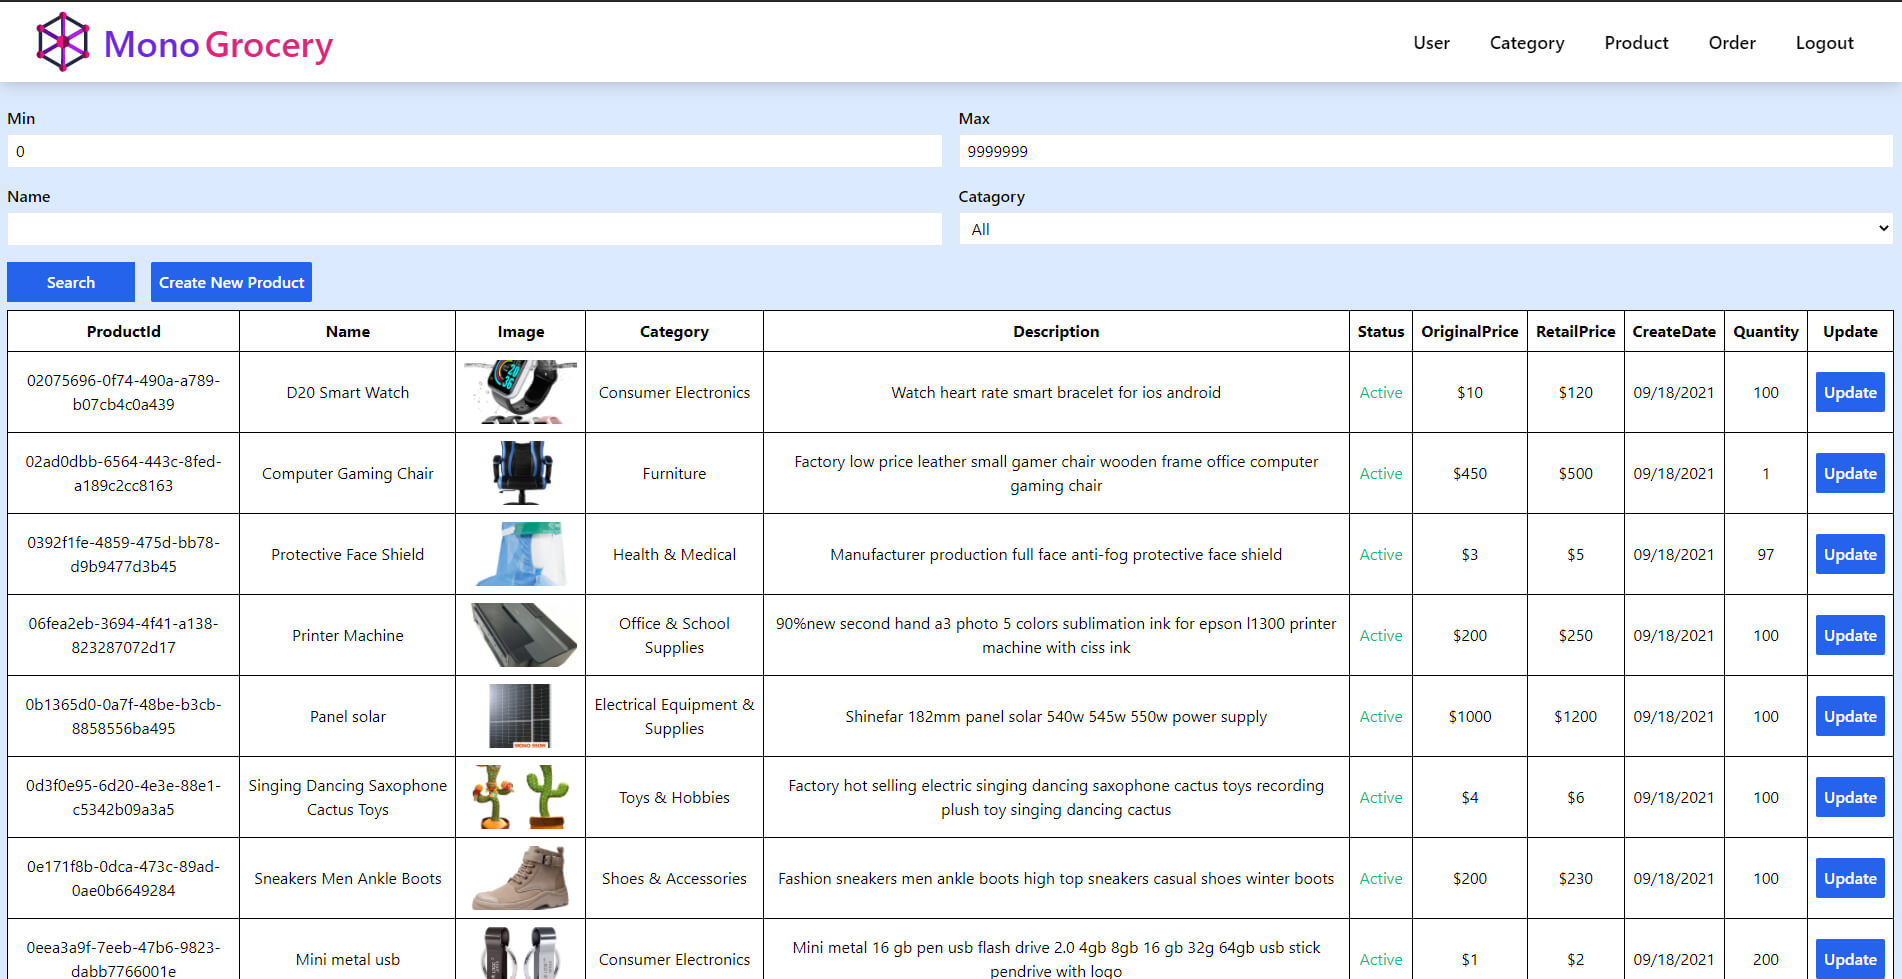 Mono Grocery
User Category Product Order Logout
Min Max
0 9999999
Name Catagory
All
Search Create New Product
ProductId Name Image Category Description Status OriginalPrice RetailPrice CreateDate Quantity Update
02075696-0f74-490a-a789-
b07cb4c0a439
D20 Smart Watch
Consumer Electronics
Watch heart rate smart bracelet for ios android
Active $10 $120 09/18/2021 100 Update
02ad0dbb-6564-443c-8fed-
a189c2cc8163
Computer Gaming Chair
Furniture
Factory low price leather small gamer chair wooden frame office computer
gaming chair
Active $450 $500 09/18/2021 1 Update
0392f1fe-4859-475d-bb78-
d9b9477d3b45
Protective Face Shield
Health & Medical
Manufacturer production full face anti-fog protective face shield
Active $3 $5 09/18/2021 97 Update
06fea2eb-3694-4f41-a138-
823287072d17
Printer Machine
Office & School
Supplies
90%new second hand a3 photo 5 colors sublimation ink for epson l1300 printer
machine with ciss ink
Active $200 $250 09/18/2021 100 Update
0b1365d0-0a7f-48be-b3cb-
8858556ba495
Panel solar
Electrical Equipment &
Supplies
Shinefar 182mm panel solar 540w 545w 550w power supply
Active $1000 $1200 09/18/2021 100 Update
0d3f0e95-6d20-4e3e-88e1-
c5342b09a3a5
Singing Dancing Saxophone
Cactus Toys
Toys & Hobbies
Factory hot selling electric singing dancing saxophone cactus toys recording
plush toy singing dancing cactus
Active $4 $6 09/18/2021 100 Update
0e171f8b-0dca-473c-89ad-
0ae0b6649284
Sneakers Men Ankle Boots
Shoes & Accessories
Fashion sneakers men ankle boots high top sneakers casual shoes winter boots
Active $200 $230 09/18/2021 100 Update
0eea3a9f-7eeb-47b6-9823-
dabb7766001e
Mini metal usb
Consumer Electronics
Mini metal 16 gb pen usb flash drive 2.0 4gb 8gb 16 gb 32g 64gb usb stick
pendrive with logo
Active $1 $2 09/18/2021 200 Update